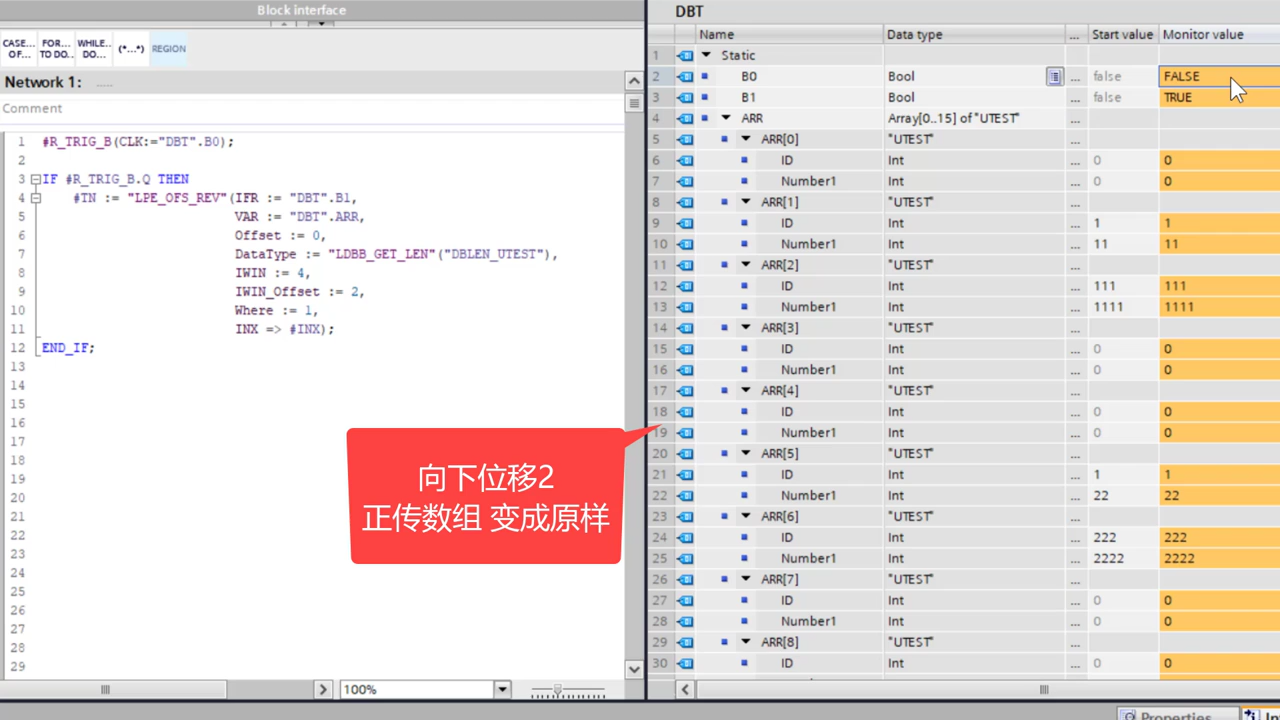 Block interface
CASE... FOR... WHILE.. (*...*) REGION
OF... TO DO.. DO...
Network 1: ......
Comment
1 #R_TRIG_B(CLK:="DBT".B0);
2
3 IF #R_TRIG_B.Q THEN
4 #TN := "LPE_OFS_REV"(IFR := "DBT".B1,
5 VAR := "DBT".ARR,
6 Offset := 0,
7 DataType := "LDBB_GET_LEN"("DBLEN_UTEST"),
8 IWIN := 4,
9 IWIN_Offset := 2,
10 Where := 1,
11 INX => #INX);
12 END_IF;
13
14
15
16
17
18
19
20
21
22
23
24
25
26
27
28
29
100%
向下位移2
正传数组 变成原样
DBT
Name Data type ... Start value Monitor value
1 Static
2 B0 Bool ... false FALSE
3 B1 Bool ... false TRUE
4 ARR Array[0..15] of "UTEST" ...
5 ARR[0] "UTEST" ...
6 ID Int ... 0 0
7 Number1 Int ... 0 0
8 ARR[1] "UTEST" ...
9 ID Int ... 1 1
10 Number1 Int ... 11 11
11 ARR[2] "UTEST" ...
12 ID Int ... 111 111
13 Number1 Int ... 1111 1111
14 ARR[3] "UTEST" ...
15 ID Int ... 0 0
16 Number1 Int ... 0 0
17 ARR[4] "UTEST" ...
18 ID Int ... 0 0
19 Number1 Int ... 0 0
20 ARR[5] "UTEST" ...
21 ID Int ... 1 1
22 Number1 Int ... 22 22
23 ARR[6] "UTEST" ...
24 ID Int ... 222 222
25 Number1 Int ... 2222 2222
26 ARR[7] "UTEST" ...
27 ID Int ... 0 0
28 Number1 Int ... 0 0
29 ARR[8] "UTEST" ...
30 ID Int ... 0 0
Properties